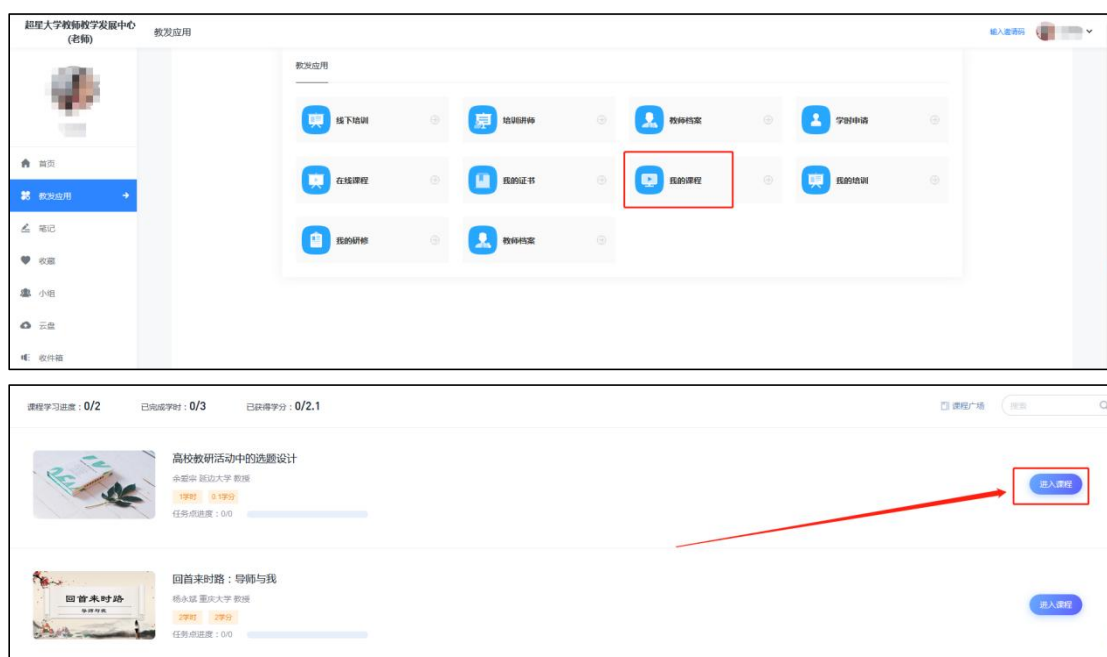 超星大学教师教学发展中心
(老师)
教发应用
输入邀请码
教发应用
线下培训
培训讲师
教师档案
学时申请
在线课程
我的证书
我的课程
我的培训
我的研修
教师档案
首页
教发应用
笔记
收藏
小组
云盘
收件箱
课程学习进度：0/2 已完成学时：0/3 已获得学分：0/2.1
课程广场
搜索
高校教研活动中的选题设计
余爱宗 延边大学 教授
1学时 0.1学分
任务点进度：0/0
进入课程
回首来时路
导师与我
回首来时路：导师与我
杨永斌 重庆大学 教授
2学时 2学分
任务点进度：0/0
进入课程